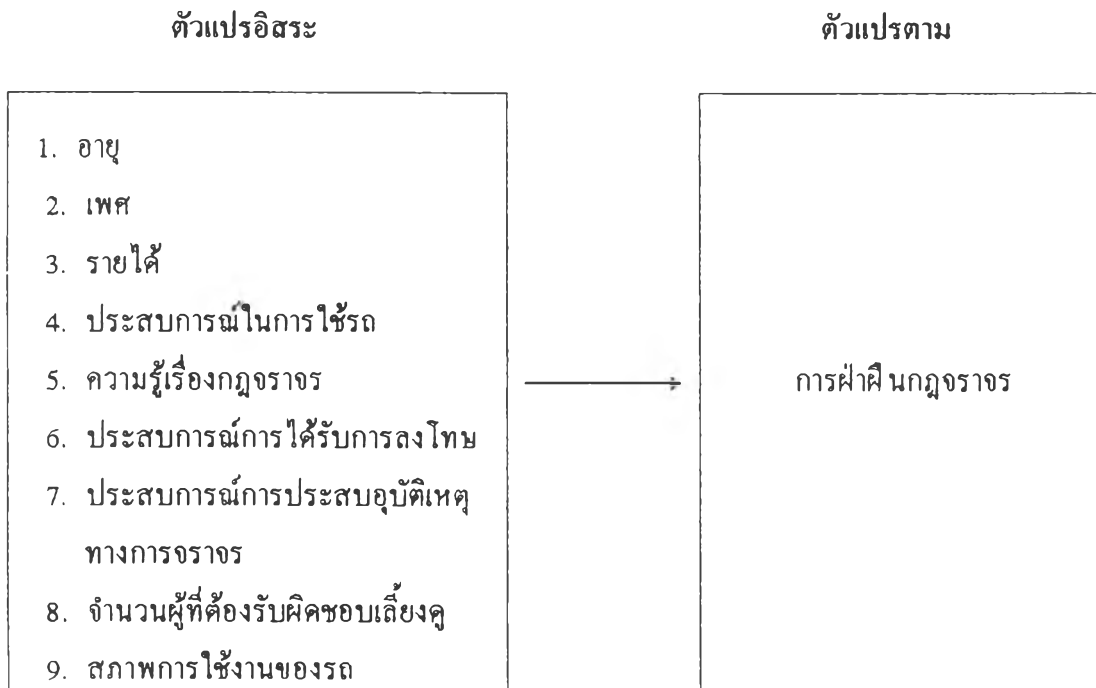 ตัวแปรอิสระ
ตัวแปรตาม
1. อายุ
2. เพศ
3. รายได้
4. ประสบการณ์ในการใช้รถ
5. ความรู้เรื่องกฎจราจร
6. ประสบการณ์การได้รับการลงโทษ
7. ประสบการณ์การประสบอุบัติเหตุ
ทางการจราจร
8. จำนวนผู้ที่ต้องรับผิดชอบเลี้ยงดู
9. สภาพการใช้งานของรถ
การฝ่าฝืนกฎจราจร